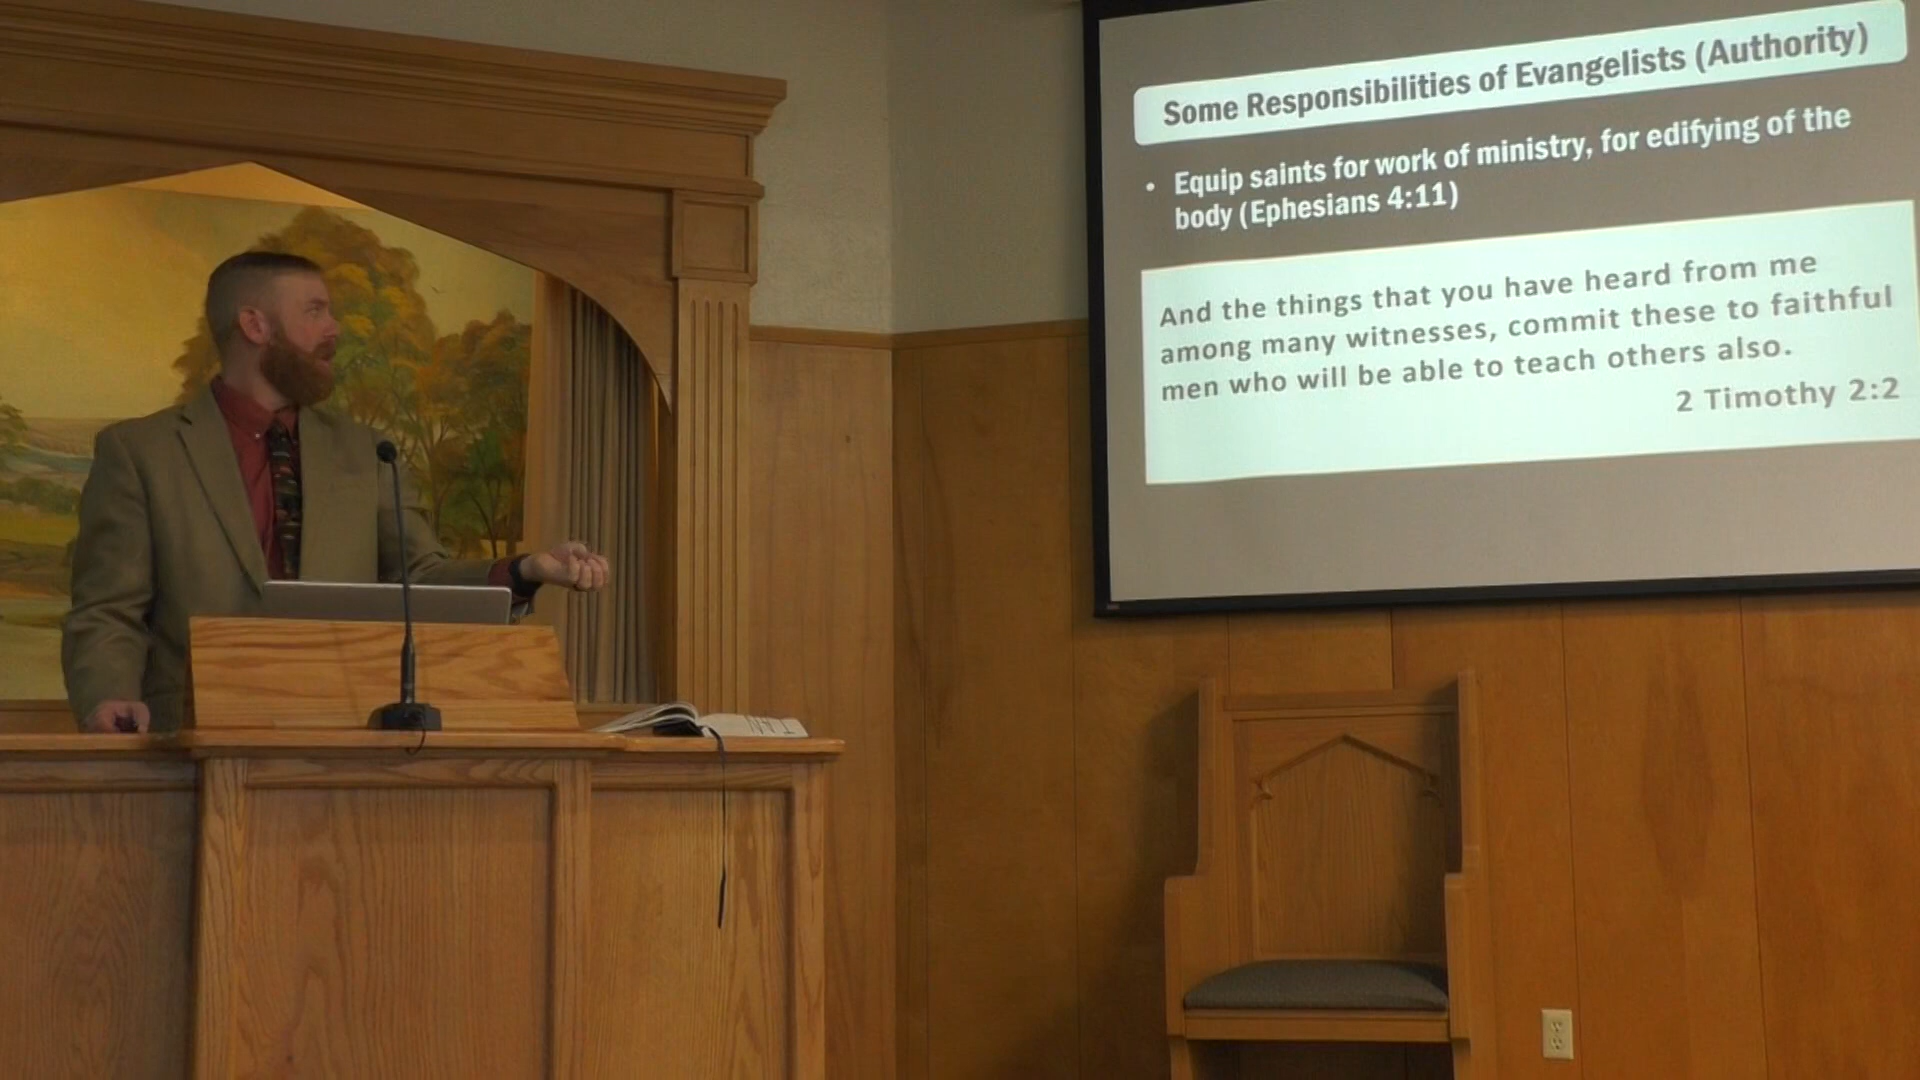 Some Responsibilities of Evangelists (Authority)
• Equip saints for work of ministry, for edifying of the
body (Ephesians 4:11)
And the things that you have heard from me
among many witnesses, commit these to faithful
men who will be able to teach others also.
2 Timothy 2:2